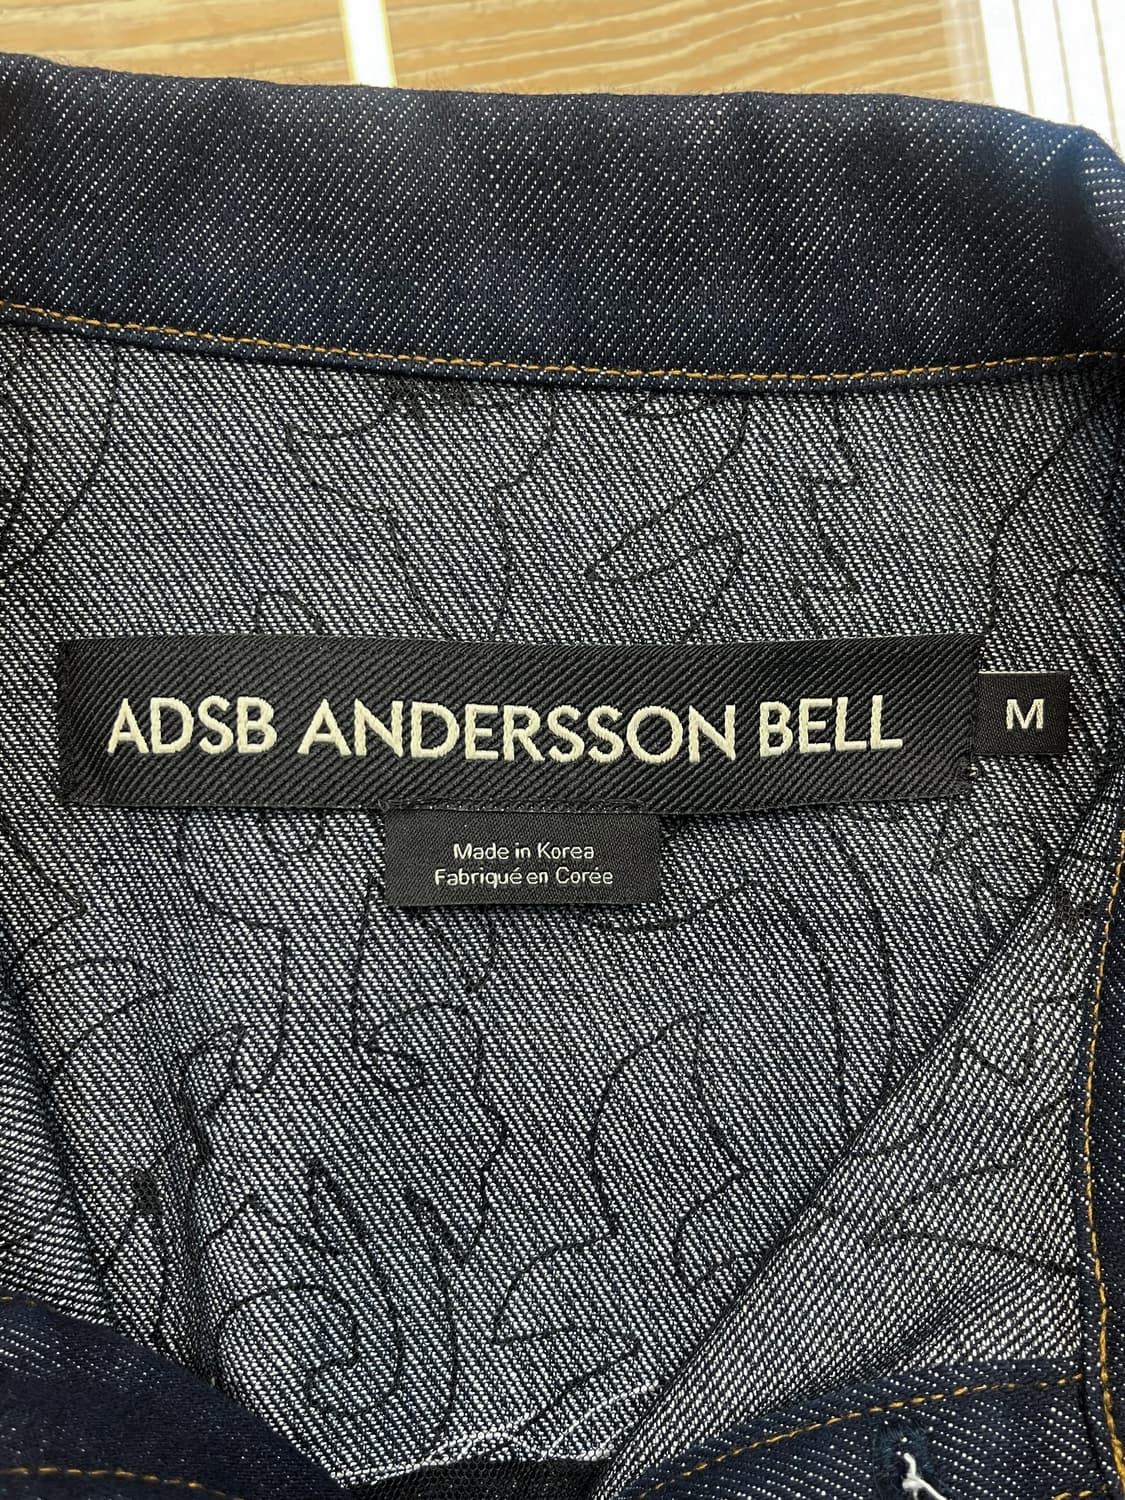 ADSB ANDERSSON BELL
M
Made in Korea
Fabriqué en Corée